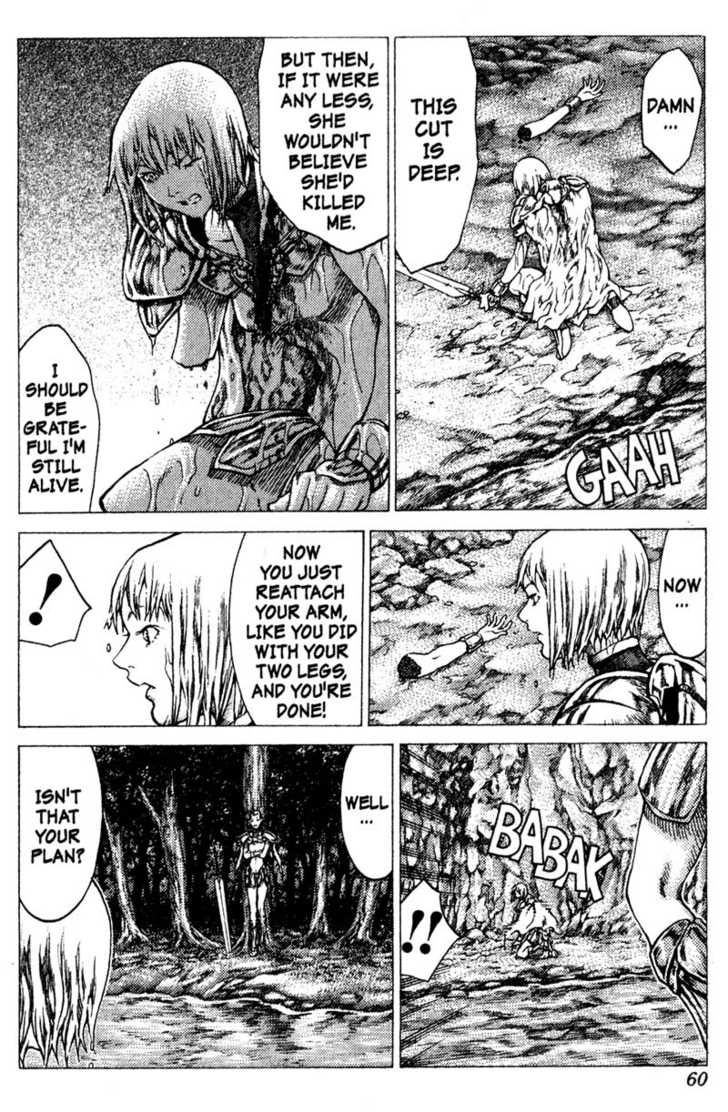 DAMN
...
THIS
CUT
IS
DEEP.
GAAH
BUT THEN,
IF IT WERE
ANY LESS,
SHE
WOULDN'T
BELIEVE
SHE'D
KILLED
ME.
I
SHOULD
BE
GRATE-
FUL I'M
STILL
ALIVE.
NOW
...
NOW
YOU JUST
REATTACH
YOUR ARM,
LIKE YOU DID
WITH YOUR
TWO LEGS,
AND YOU'RE
DONE!
!
BABAK
!!
WELL
...
ISN'T
THAT
YOUR
PLAN?
60